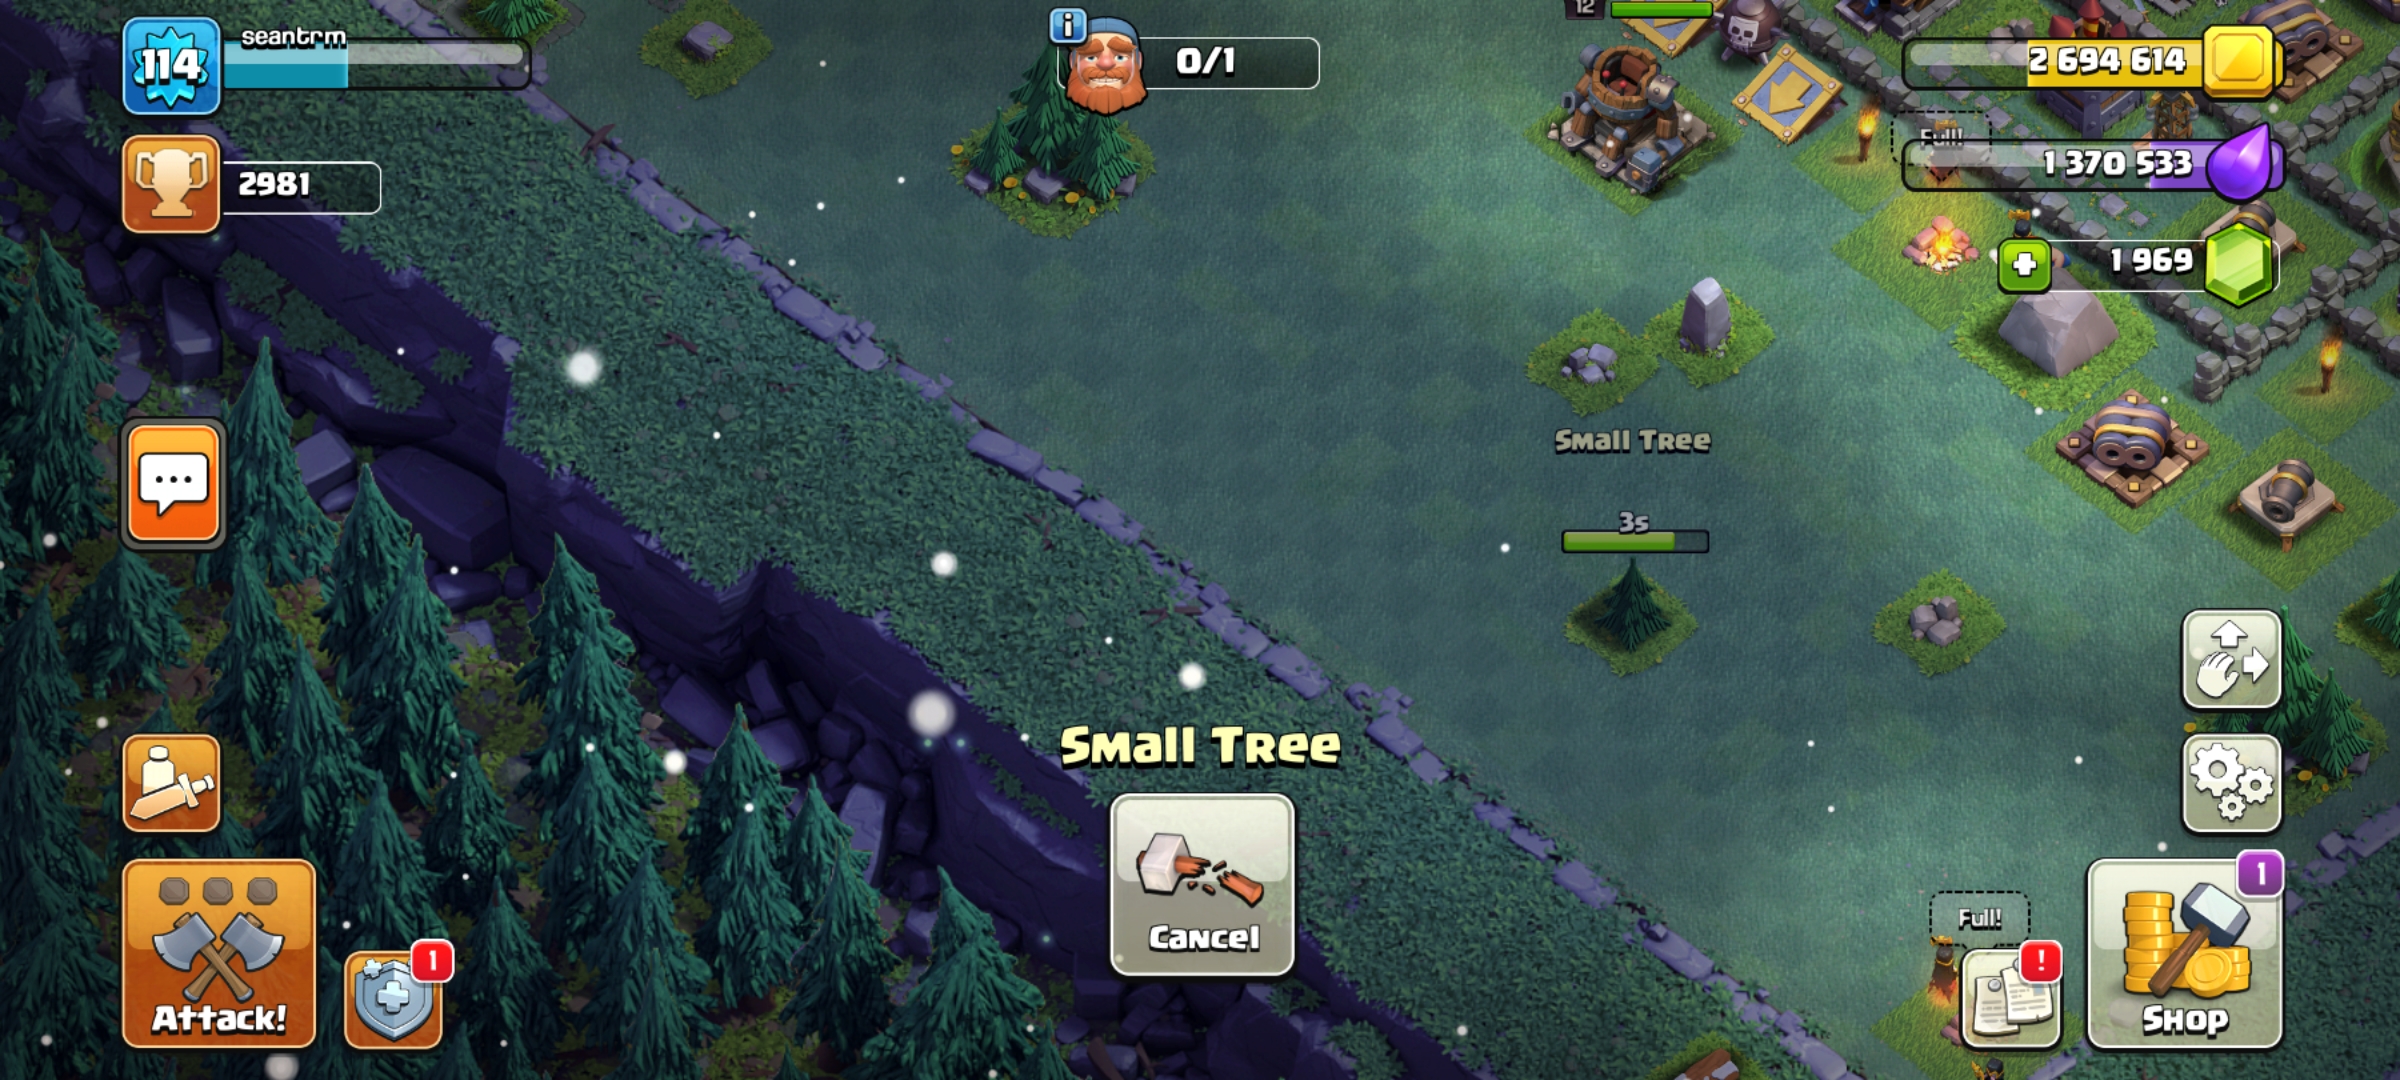 114
seantrm
0/1
12
2 694 614
Full!
1 370 533
2981
1 969
Small Tree
3s
Small Tree
Cancel
Full!
1
!
Shop
1
Attack!